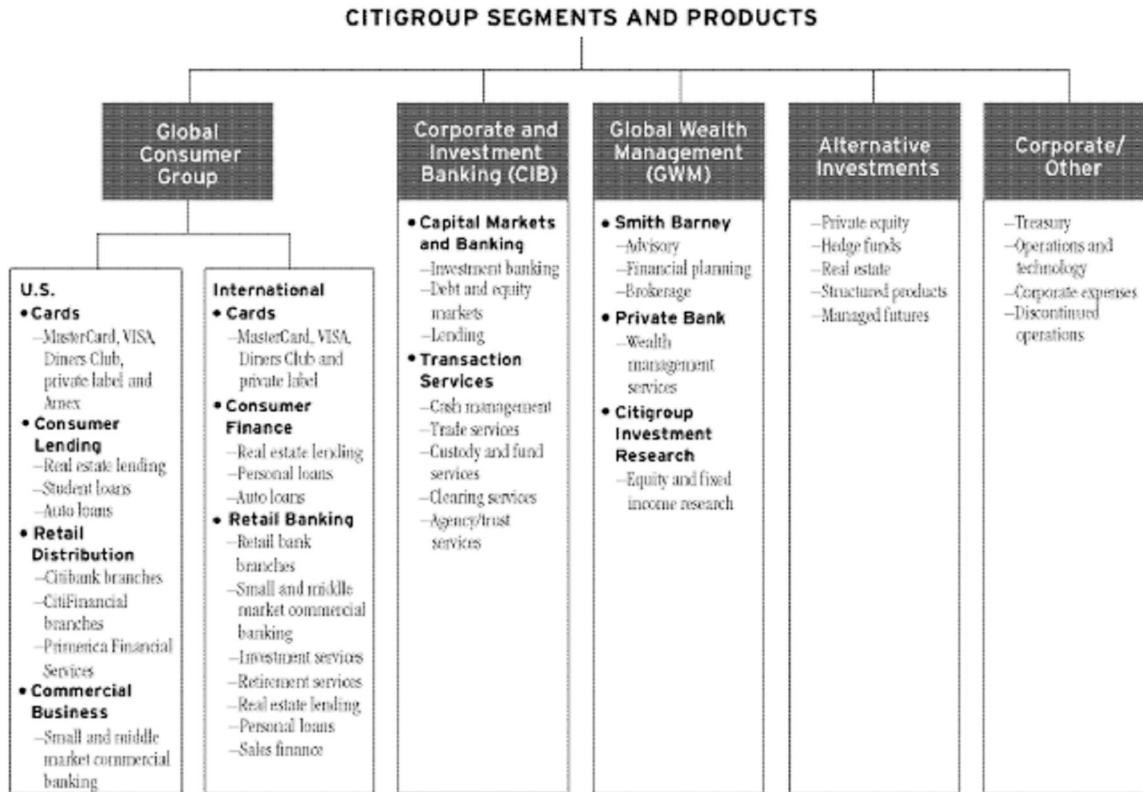 CITIGROUP SEGMENTS AND PRODUCTS
Global
Consumer
Group
U.S.
• Cards
–MasterCard, VISA,
Diners Club,
private label and
Amex
• Consumer
Lending
–Real estate lending
–Student loans
–Auto loans
• Retail
Distribution
–Citibank branches
–CitiFinancial
branches
–Primerica Financial
Services
• Commercial
Business
–Small and middle
market commercial
banking
International
• Cards
–MasterCard, VISA,
Diners Club and
private label
• Consumer
Finance
–Real estate lending
–Personal loans
–Auto loans
• Retail Banking
–Retail bank
branches
–Small and middle
market commercial
banking
–Investment services
–Retirement services
–Real estate lending
–Personal loans
–Sales finance
Corporate and
Investment
Banking (CIB)
• Capital Markets
and Banking
–Investment banking
–Debt and equity
markets
–Lending
• Transaction
Services
–Cash management
–Trade services
–Custody and fund
services
–Clearing services
–Agency/trust
services
Global Wealth
Management
(GWM)
• Smith Barney
–Advisory
–Financial planning
–Brokerage
• Private Bank
–Wealth
management
services
• Citigroup
Investment
Research
–Equity and fixed
income research
Alternative
Investments
–Private equity
–Hedge funds
–Real estate
–Structured products
–Managed futures
Corporate/
Other
–Treasury
–Operations and
technology
–Corporate expenses
–Discontinued
operations